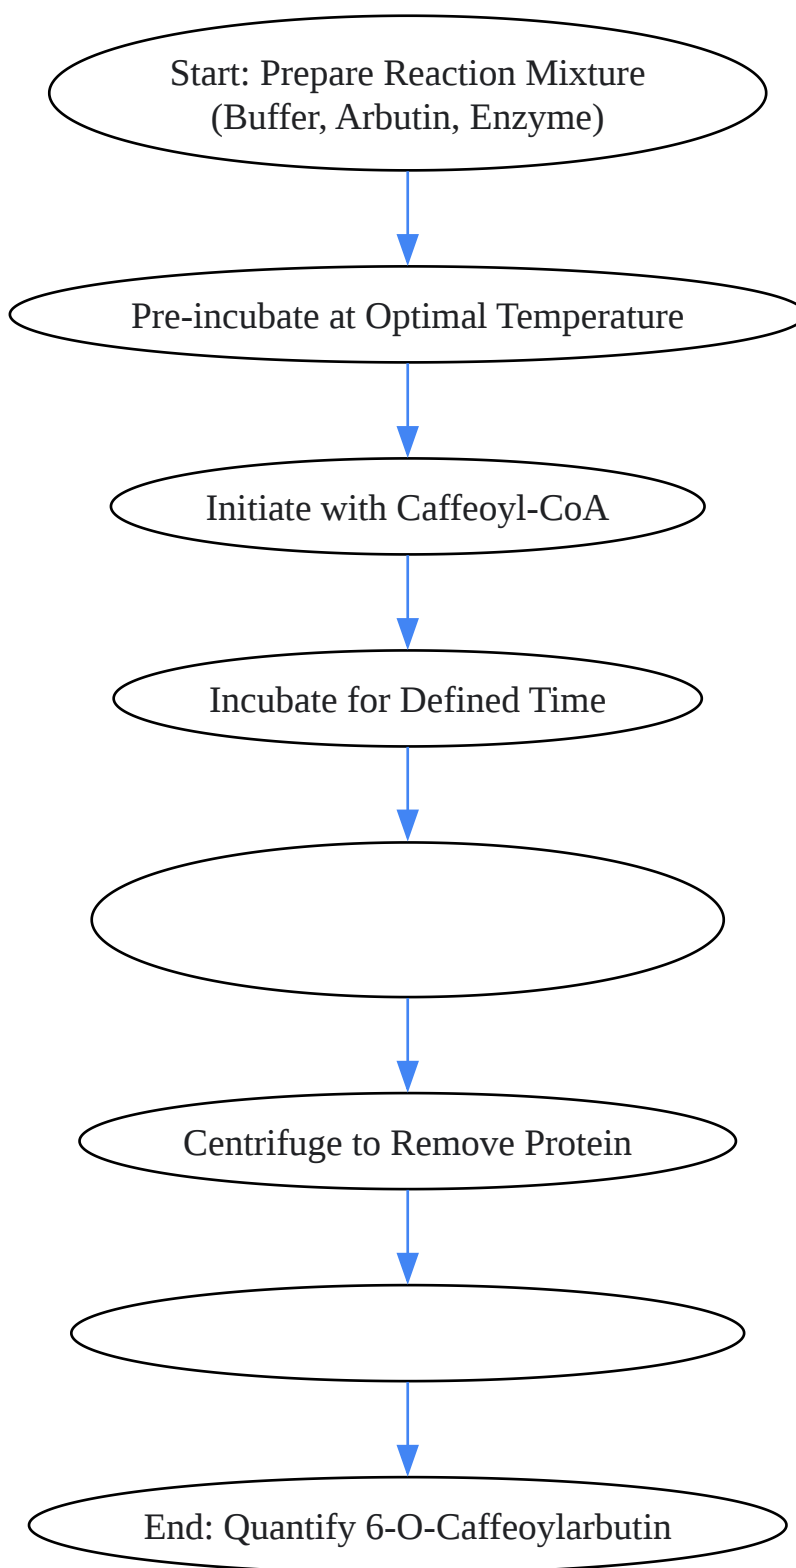 Start: Prepare Reaction Mixture
(Buffer, Arbutin, Enzyme)
Pre-incubate at Optimal Temperature
Initiate with Caffeoyl-CoA
Incubate for Defined Time
Centrifuge to Remove Protein
End: Quantify 6-O-Caffeoylarbutin